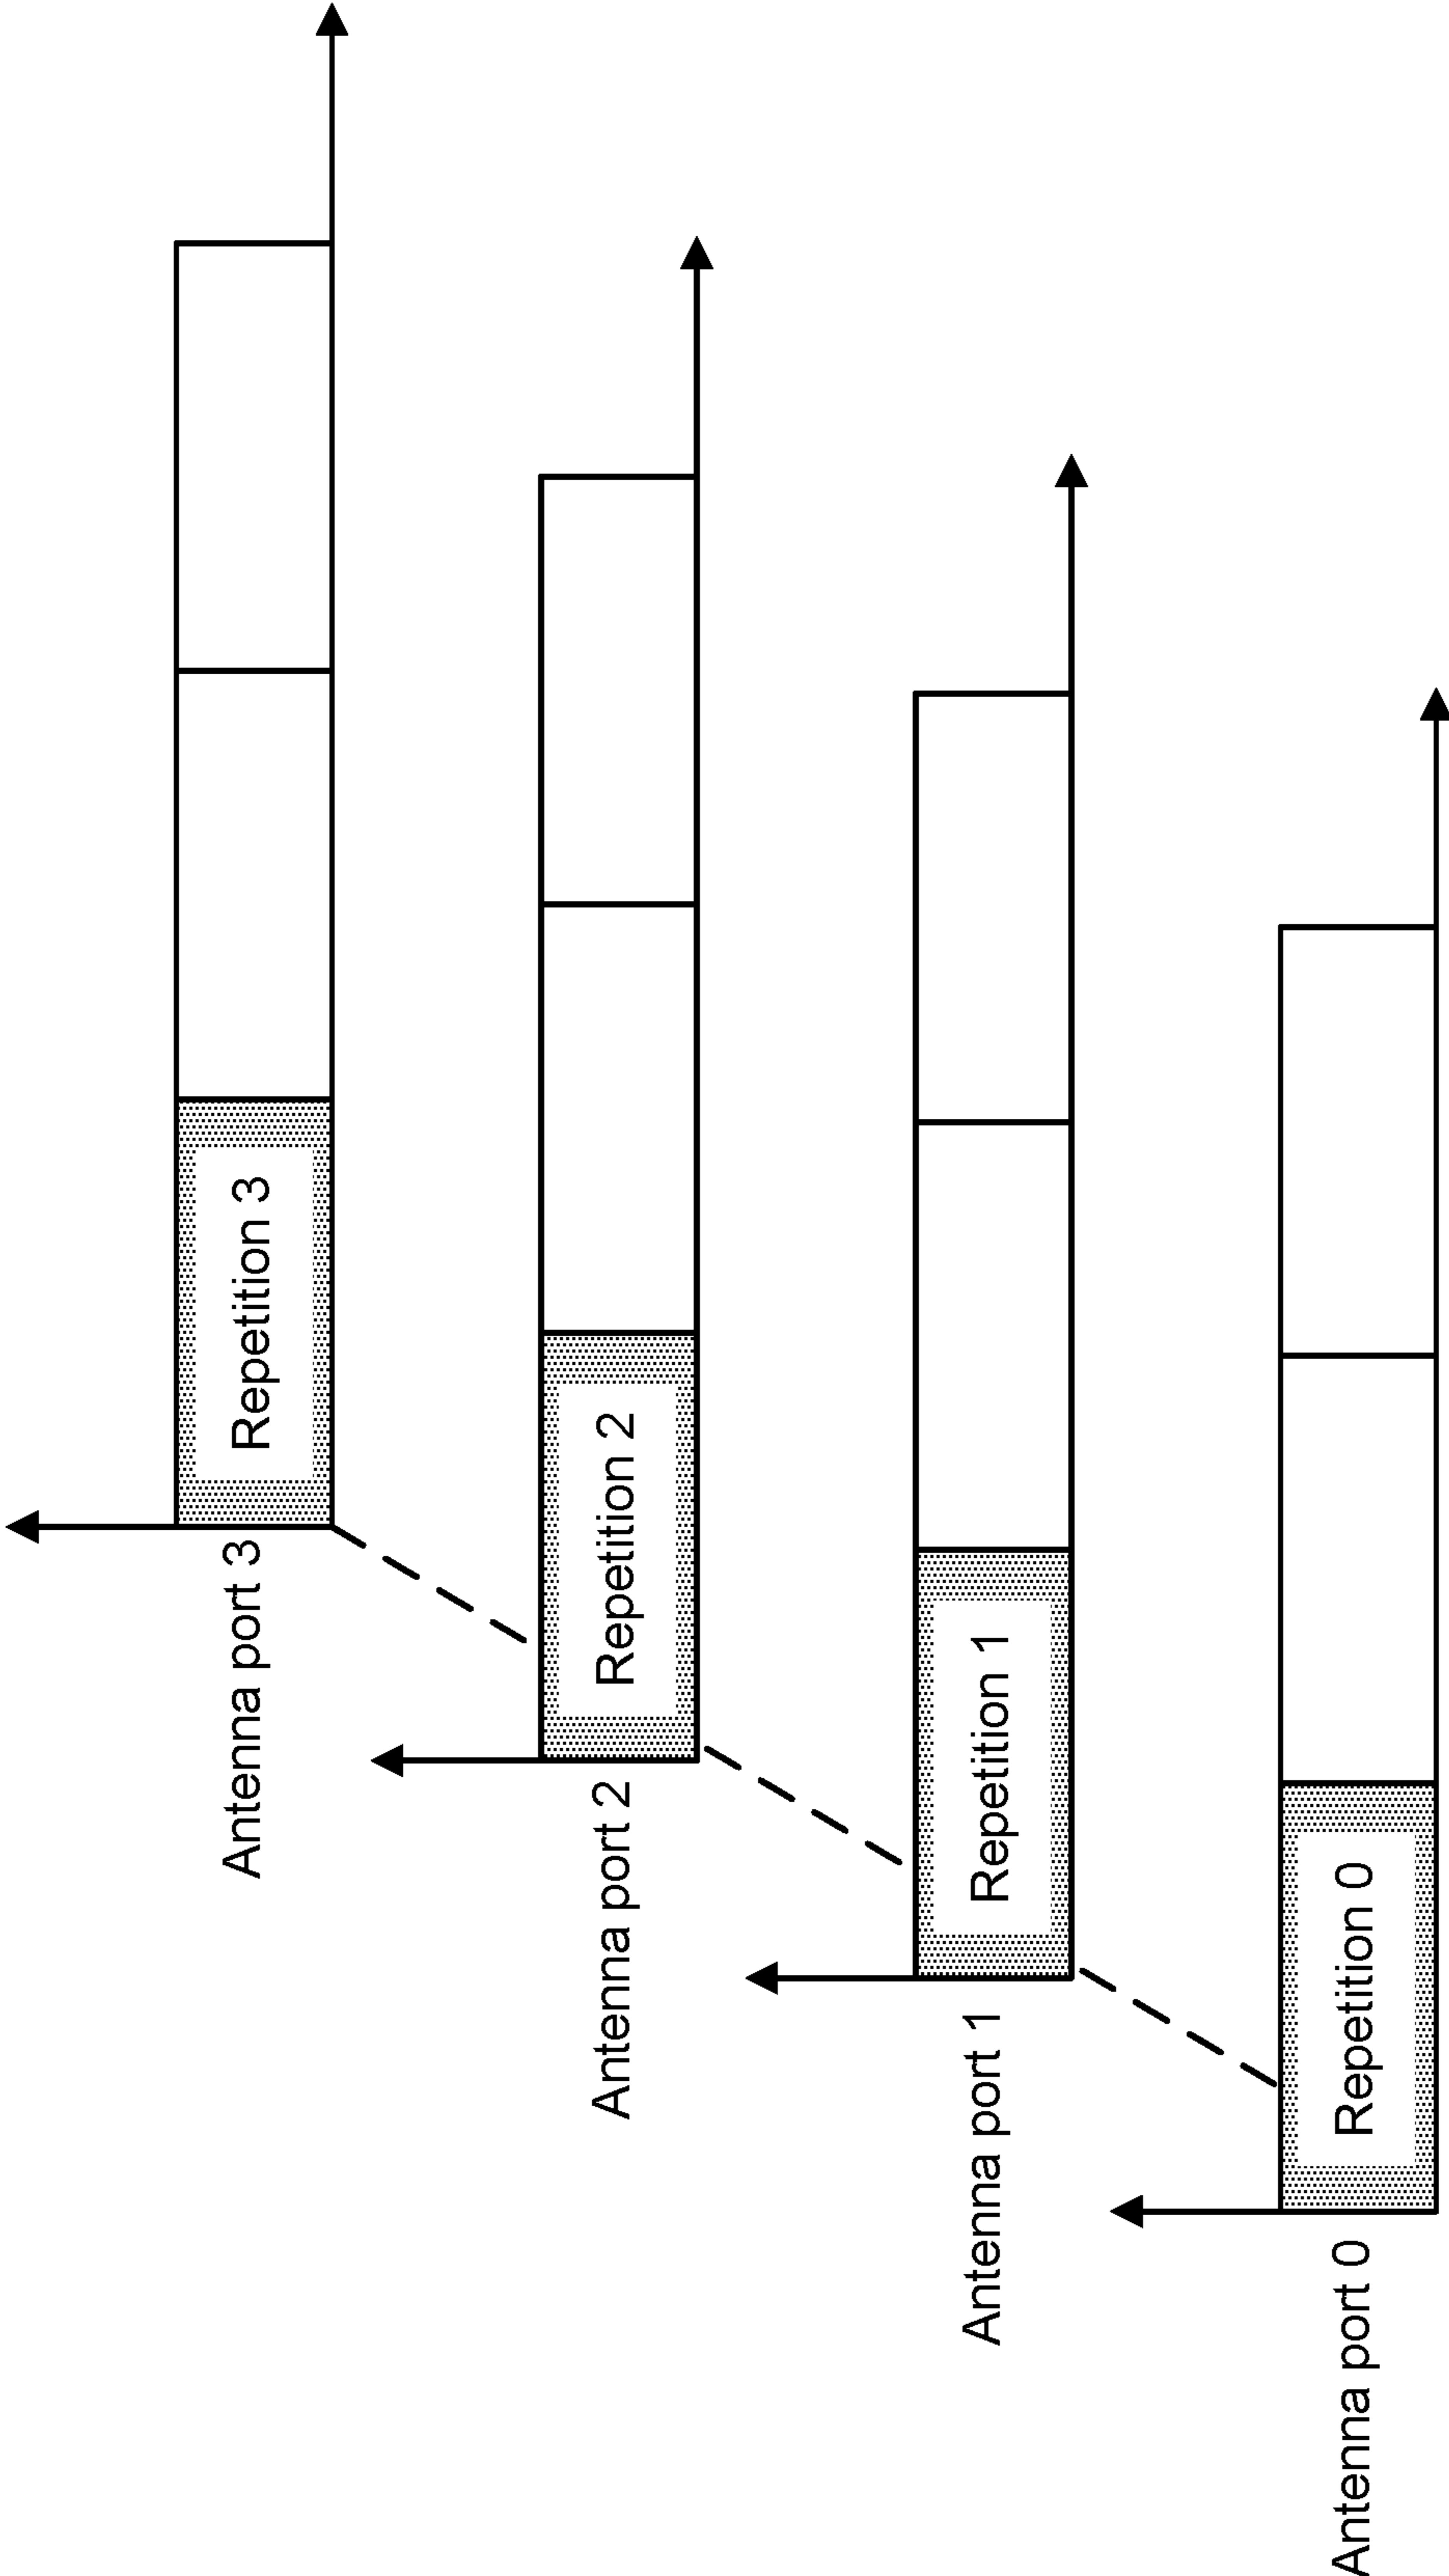 Antenna port 3
Repetition 3
Antenna port 2
Repetition 2
Antenna port 1
Repetition 1
Antenna port 0
Repetition 0